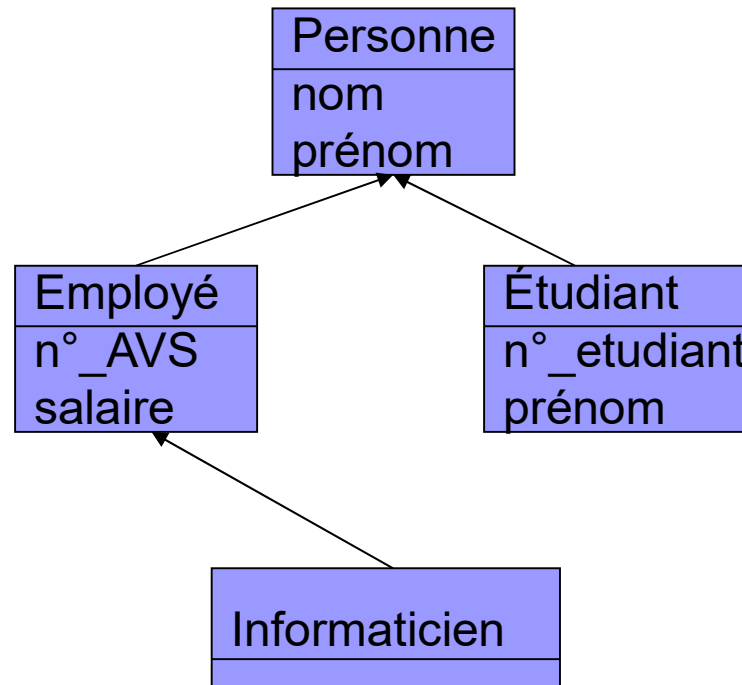 Personne
nom
prénom
Employé
n°_AVS
salaire
Étudiant
n°_etudiant
prénom
Informaticien